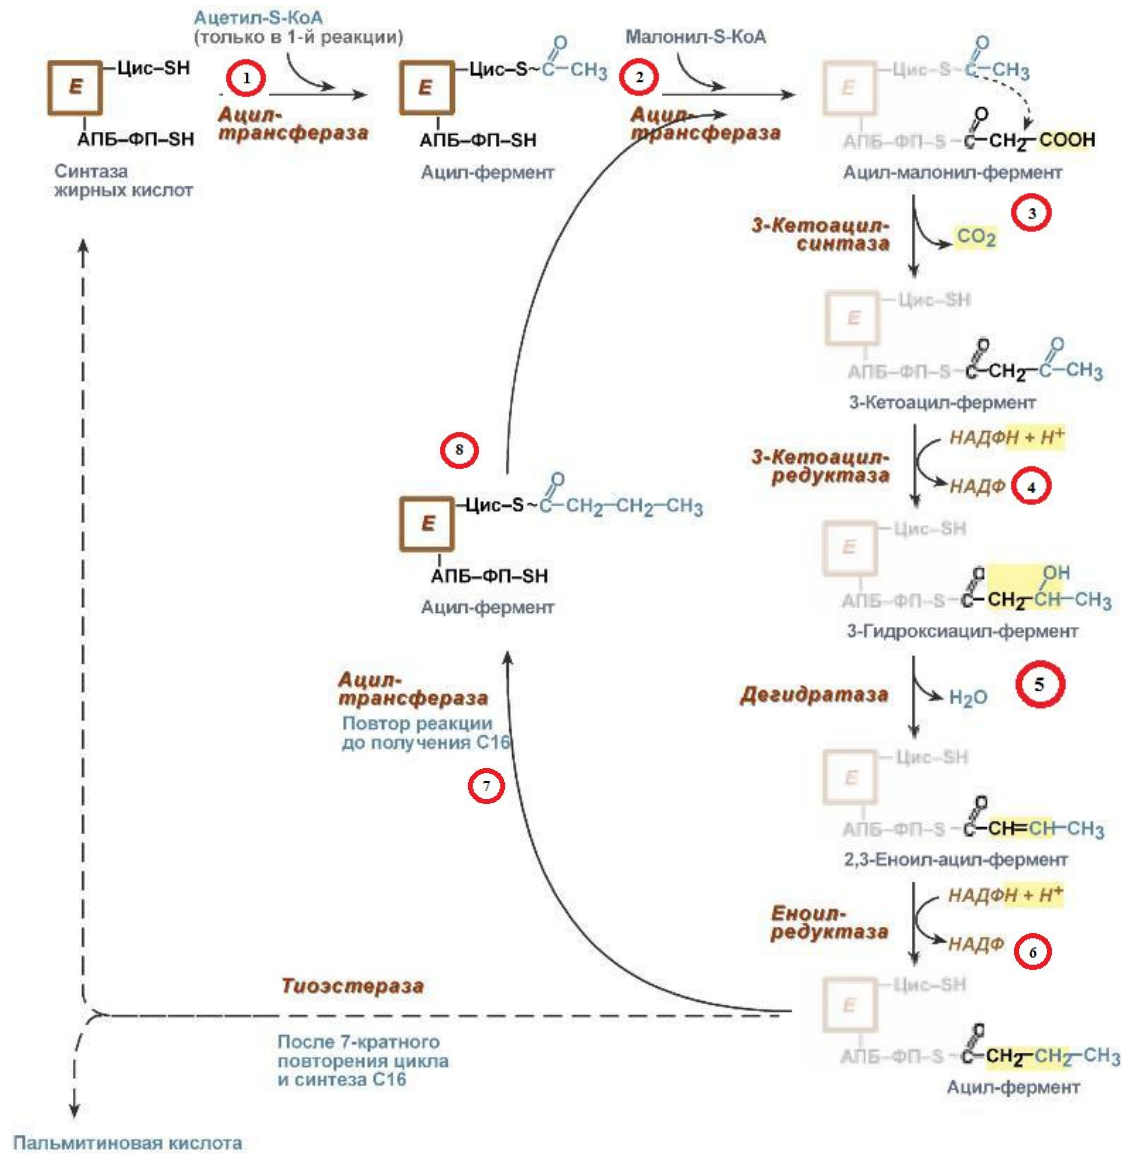 Ацетил-S-КоА
(только в 1-й реакции)
Цис–SH
E
АПБ–ФП–SH
Синтаза
жирных кислот
1
Ацил-
трансфераза
Цис–S~C–CH3
O
E
АПБ–ФП–SH
Ацил-фермент
2
Малонил-S-КоА
Ацил-
трансфераза
O
Цис–S~C–CH3
E
O
АПБ–ФП–S~C–CH2–COOH
Ацил-малонил-фермент
3-Кетоацил-
синтаза
CO2
3
Цис–SH
E
O
O
АПБ–ФП–S~C–CH2–C–CH3
3-Кетоацил-фермент
3-Кетоацил-
редуктаза
НАДФН + Н+
НАДФ
4
Цис–SH
E
O
OH
АПБ–ФП–S~C–CH2–CH–CH3
3-Гидроксиацил-фермент
Дегидратаза
H2O
5
Цис–SH
E
O
АПБ–ФП–S~C–CH=CH–CH3
2,3-Еноил-ацил-фермент
Еноил-
редуктаза
НАДФН + Н+
НАДФ
6
Цис–SH
E
O
АПБ–ФП–S~C–CH2–CH2–CH3
Ацил-фермент
8
O
Цис–S~C–CH2–CH2–CH3
E
АПБ–ФП–SH
Ацил-фермент
Ацил-
трансфераза
Повтор реакции
до получения С16
7
Тиоэстераза
После 7-кратного
повторения цикла
и синтеза С16
Пальмитиновая кислота